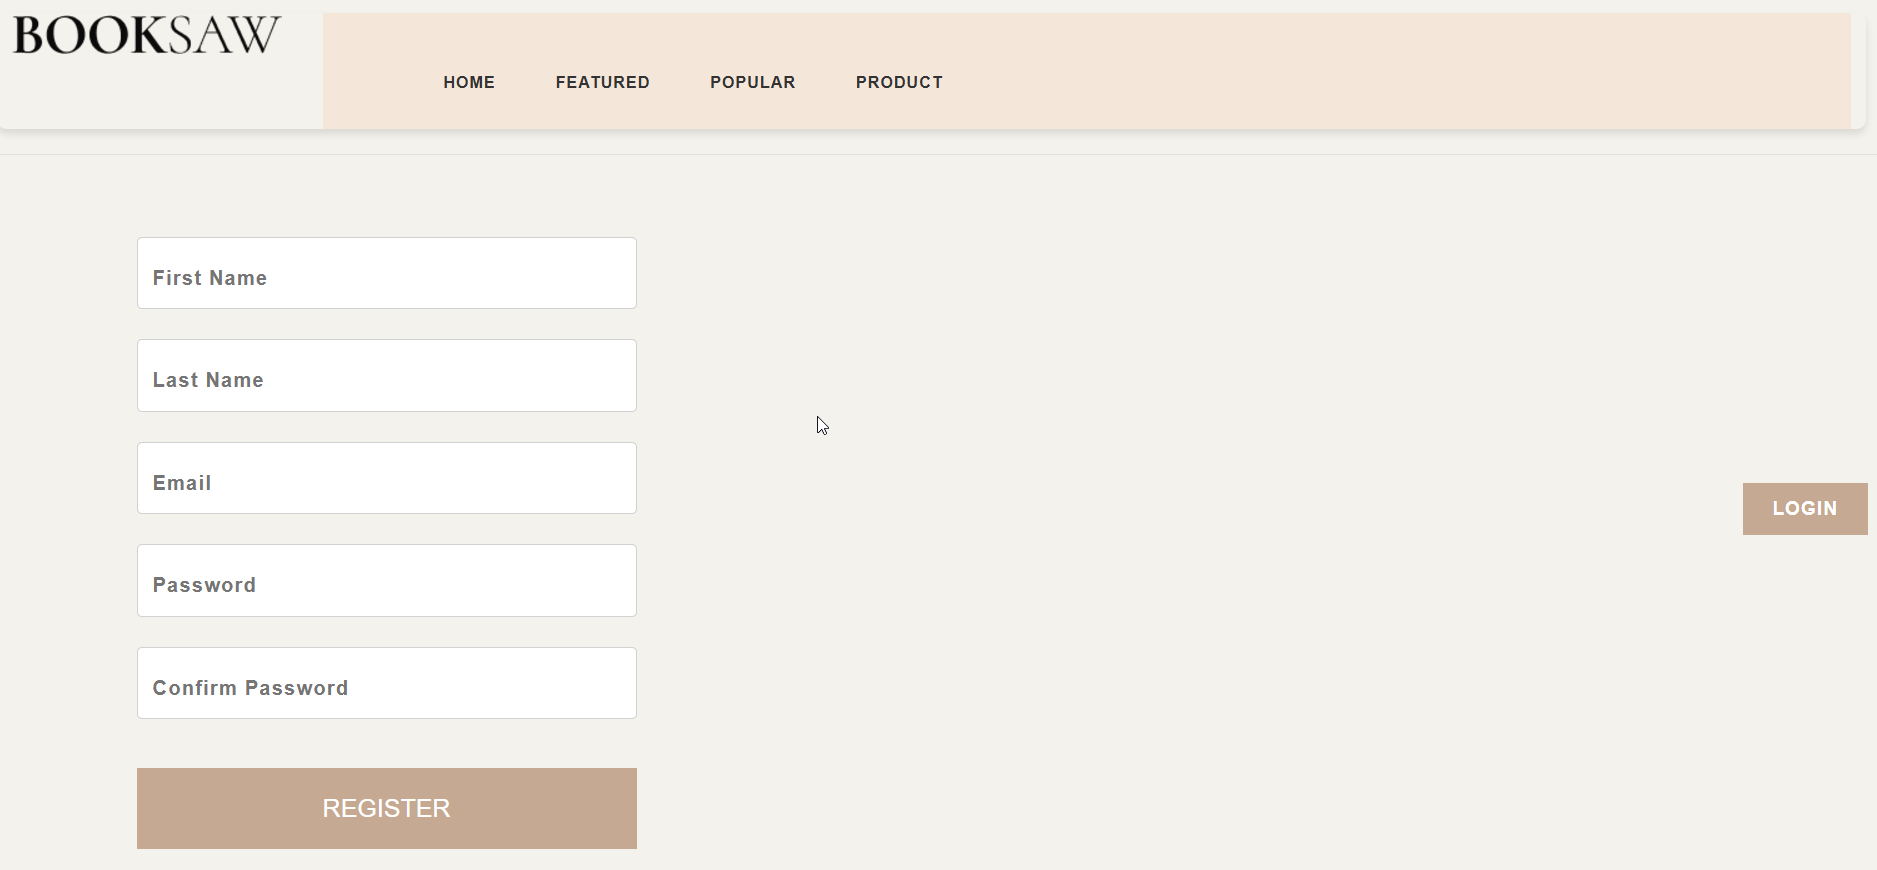 BOOKSAW
HOME FEATURED POPULAR PRODUCT
First Name
Last Name
Email
LOGIN
Password
Confirm Password
REGISTER